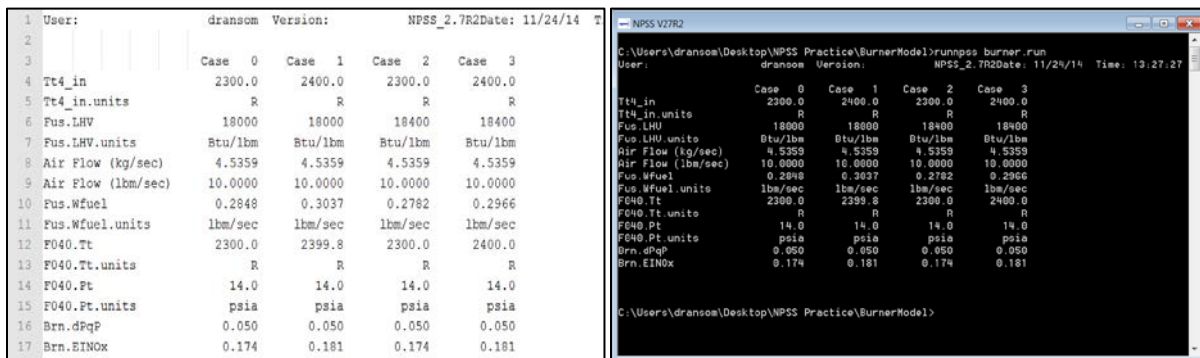 1 User: dransom Version: NPSS_2.7R2Date: 11/24/14 T
2
3 Case 0 Case 1 Case 2 Case 3
4 Tt4_in 2300.0 2400.0 2300.0 2400.0
5 Tt4_in.units R R R R
6 Fus.LHV 18000 18000 18400 18400
7 Fus.LHV.units Btu/lbm Btu/lbm Btu/lbm Btu/lbm
8 Air Flow (kg/sec) 4.5359 4.5359 4.5359 4.5359
9 Air Flow (lbm/sec) 10.0000 10.0000 10.0000 10.0000
10 Fus.Wfuel 0.2848 0.3037 0.2782 0.2966
11 Fus.Wfuel.units lbm/sec lbm/sec lbm/sec lbm/sec
12 F040.Tt 2300.0 2399.8 2300.0 2400.0
13 F040.Tt.units R R R R
14 F040.Pt 14.0 14.0 14.0 14.0
15 F040.Pt.units psia psia psia psia
16 Brn.dPqP 0.050 0.050 0.050 0.050
17 Brn.EINOx 0.174 0.181 0.174 0.181
NPSS V27R2
C:\Users\dransom\Desktop\NPSS Practice\BurnerModel>runnpss burner.run
User: dransom Version: NPSS_2.7R2Date: 11/24/14 Time: 13:27:27
Case 0 Case 1 Case 2 Case 3
Tt4_in 2300.0 2400.0 2300.0 2400.0
Tt4_in.units R R R R
Fus.LHV 18000 18000 18400 18400
Fus.LHV.units Btu/lbm Btu/lbm Btu/lbm Btu/lbm
Air Flow (kg/sec) 4.5359 4.5359 4.5359 4.5359
Air Flow (lbm/sec) 10.0000 10.0000 10.0000 10.0000
Fus.Wfuel 0.2848 0.3037 0.2782 0.2966
Fus.Wfuel.units lbm/sec lbm/sec lbm/sec lbm/sec
F040.Tt 2300.0 2399.8 2300.0 2400.0
F040.Tt.units R R R R
F040.Pt 14.0 14.0 14.0 14.0
F040.Pt.units psia psia psia psia
Brn.dPqP 0.050 0.050 0.050 0.050
Brn.EINOx 0.174 0.181 0.174 0.181
C:\Users\dransom\Desktop\NPSS Practice\BurnerModel>